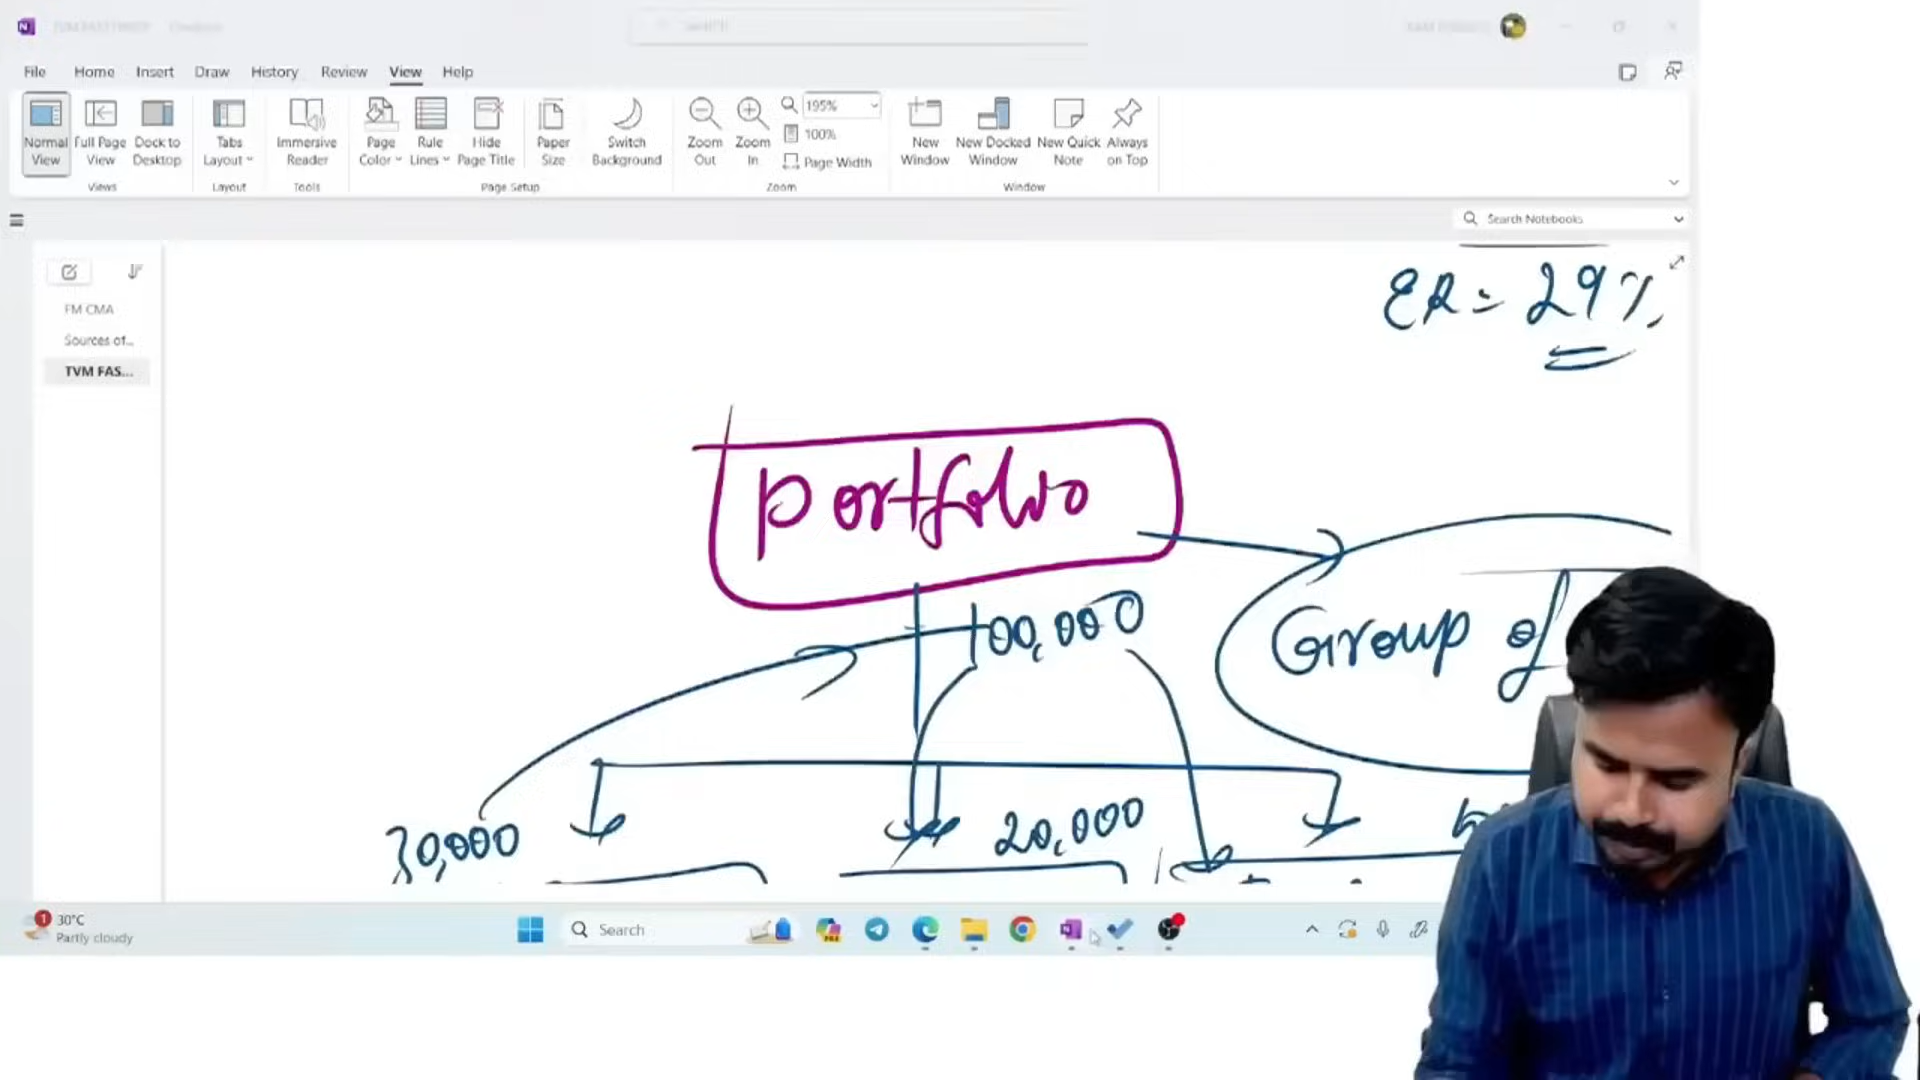 File Home Insert Draw History Review View Help
Normal View Full Page View Dock to Desktop Tabs Layout Immersive Reader Page Color Rule Lines Hide Page Title Paper Size Switch Background Zoom Out Zoom In 195% 100% Page Width New Window New Docked Window New Quick Note Always on Top
Views Layout Tools Page Setup Zoom Window
Search Notebooks
FM CMA
Sources of...
TVM FAS...
ER = 29%
Portfolio
100,000
Group of
30,000
20,000
1
30°C
Partly cloudy
Search